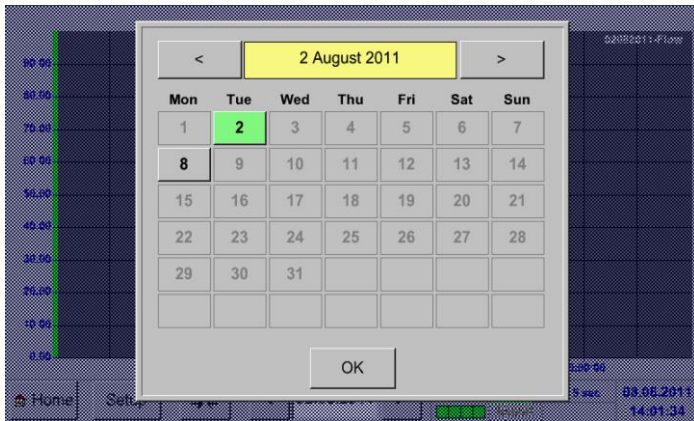 02082011-Flow
< 2 August 2011 >
Mon Tue Wed Thu Fri Sat Sun
1 2 3 4 5 6 7
8 9 10 11 12 13 14
15 16 17 18 19 20 21
22 23 24 25 26 27 28
29 30 31
OK
90.00
80.00
70.00
60.00
50.00
40.00
30.00
20.00
10.00
0.00
Home Setup < >
14:01:34